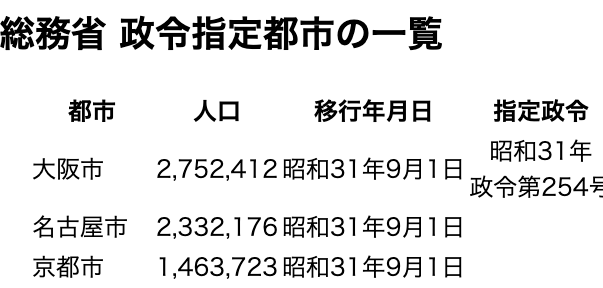 総務省 政令指定都市の一覧
都市 人口 移行年月日 指定政令
大阪市 2,752,412 昭和31年9月1日 昭和31年
政令第254号
名古屋市 2,332,176 昭和31年9月1日
京都市 1,463,723 昭和31年9月1日